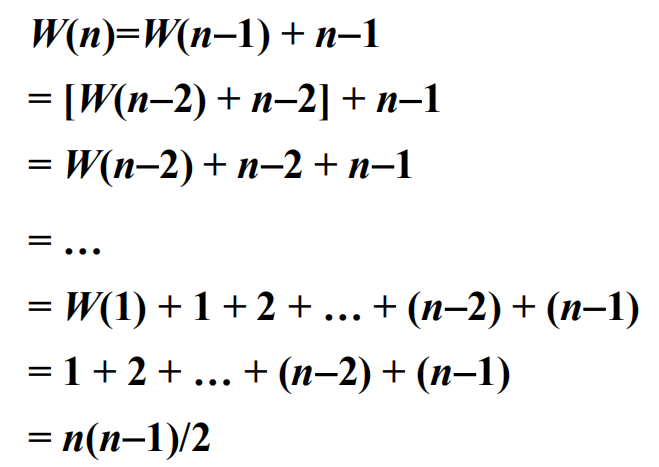 W(n)=W(n–1) + n–1
= [W(n–2) + n–2] + n–1
= W(n–2) + n–2 + n–1
= …
= W(1) + 1 + 2 + … + (n–2) + (n–1)
= 1 + 2 + … + (n–2) + (n–1)
= n(n–1)/2